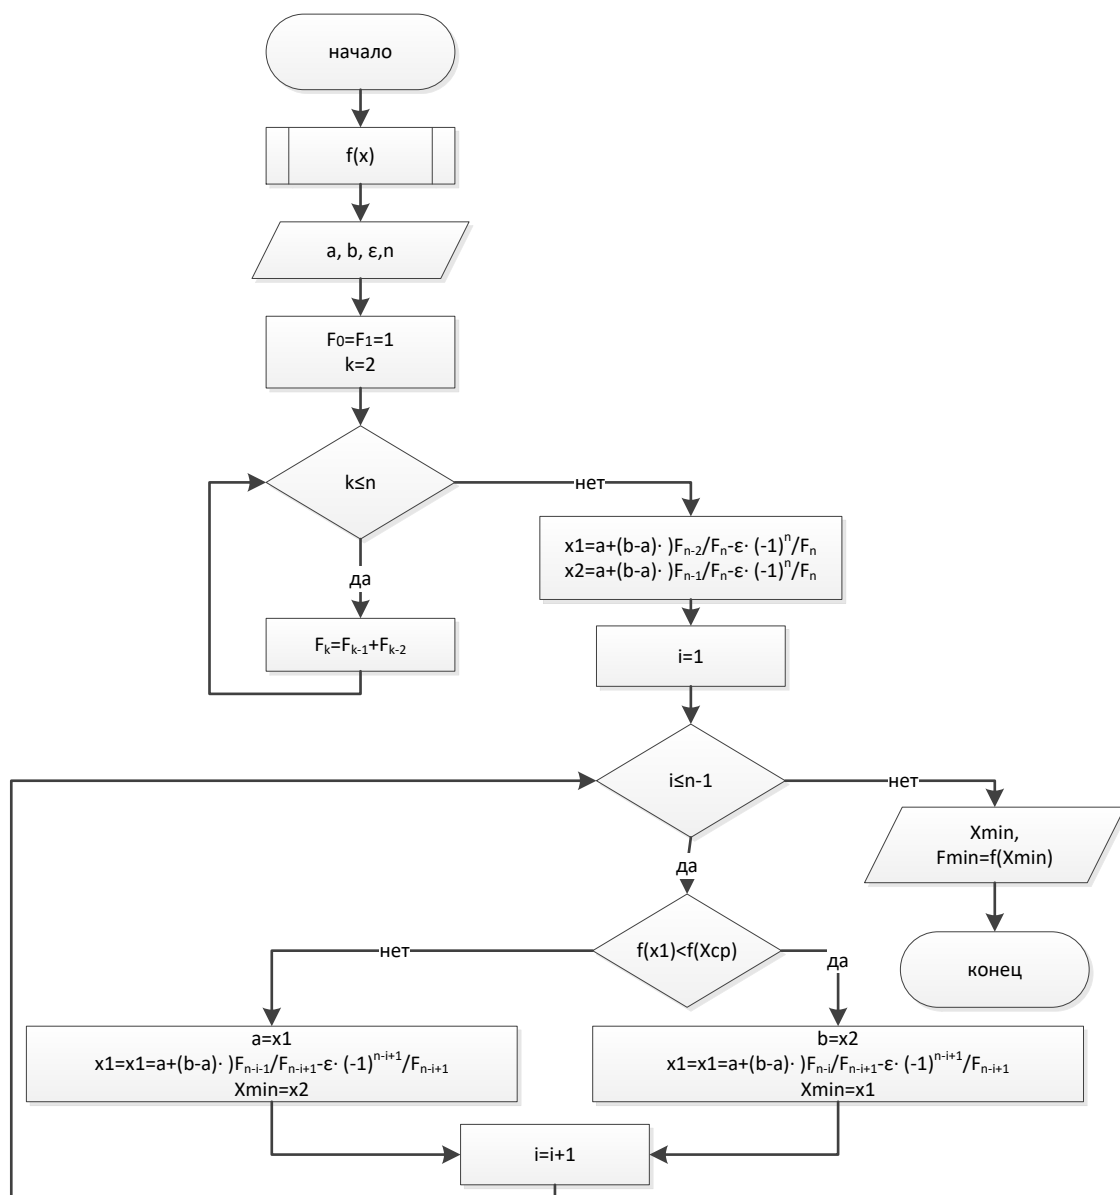 начало
f(x)
a, b, ε,n
F₀=F₁=1
k=2
k≤n
нет
x1=a+(b-a)· )Fₙ₋₂/Fₙ-ε· (-1)ⁿ/Fₙ
x2=a+(b-a)· )Fₙ₋₁/Fₙ-ε· (-1)ⁿ/Fₙ
да
Fₖ=Fₖ₋₁+Fₖ₋₂
i=1
i≤n-1
нет
Xmin,
Fmin=f(Xmin)
да
f(x1)<f(Xср)
нет
да
конец
a=x1
x1=x1=a+(b-a)· )Fₙ₋ᵢ₋₁/Fₙ₋ᵢ₊₁-ε· (-1)ⁿ⁻ⁱ⁺¹/Fₙ₋ᵢ₊₁
Xmin=x2
b=x2
x1=x1=a+(b-a)· )Fₙ₋ᵢ/Fₙ₋ᵢ₊₁-ε· (-1)ⁿ⁻ⁱ⁺¹/Fₙ₋ᵢ₊₁
Xmin=x1
i=i+1